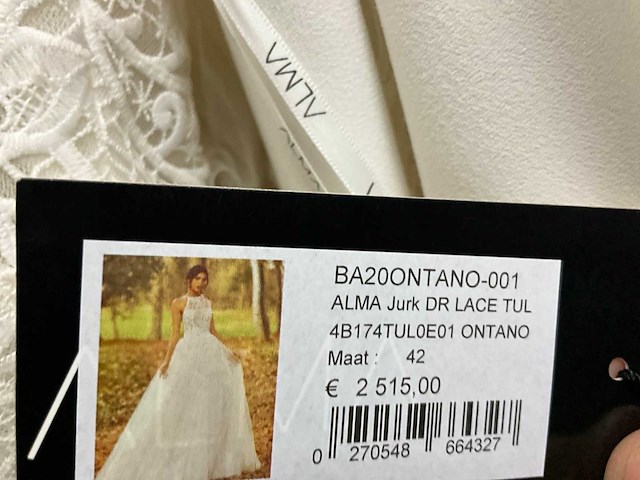 ALMA
BA20ONTANO-001
ALMA Jurk DR LACE TUL
4B174TUL0E01 ONTANO
Maat : 42
€ 2 515,00
0 270548 664327